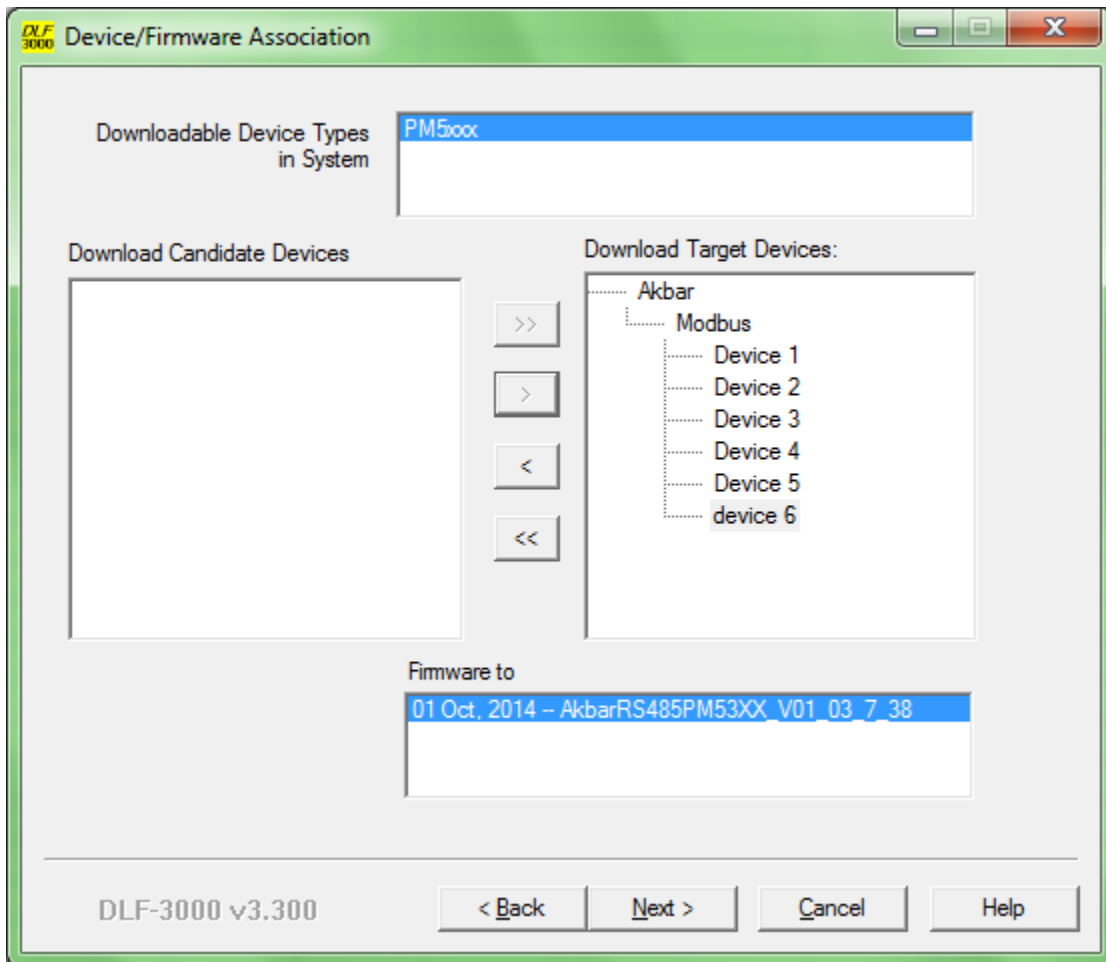 DLF
3000
Device/Firmware Association
Downloadable Device Types
in System
PM5xxx
Download Candidate Devices
Download Target Devices:
>>
>
<
<<
Akbar
Modbus
Device 1
Device 2
Device 3
Device 4
Device 5
device 6
Firmware to
01 Oct, 2014 -- AkbarRS485PM53XX_V01_03_7_38
DLF-3000 v3.300
< Back
Next >
Cancel
Help